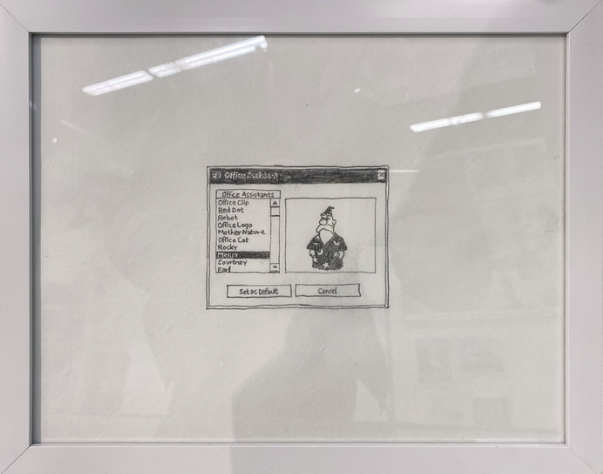 Office Assistant
Office Assistants
Office Clip
Red Dot
Robot
Office Logo
Mother Nature
Office Cat
Rocky
Merlin
Courtney
Earl
Set as Default
Cancel